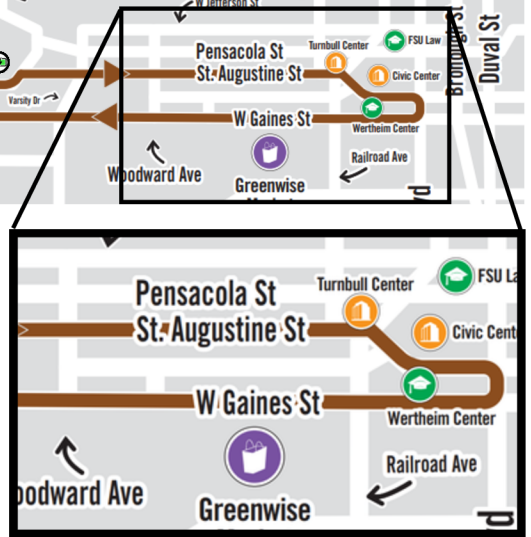 W Jefferson St
Pensacola St
St. Augustine St
Turnbull Center
FSU Law
Civic Center
Duval St
Varsity Dr
W Gaines St
Wertheim Center
Woodward Ave
Railroad Ave
Greenwise
Pensacola St
St. Augustine St
Turnbull Center
FSU La
Civic Cent
W Gaines St
Wertheim Center
oodward Ave
Railroad Ave
Greenwise